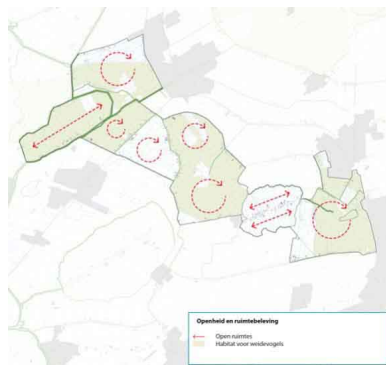 Openheid en ruimtebeleving
Open ruimtes
Habitat voor weidevogels